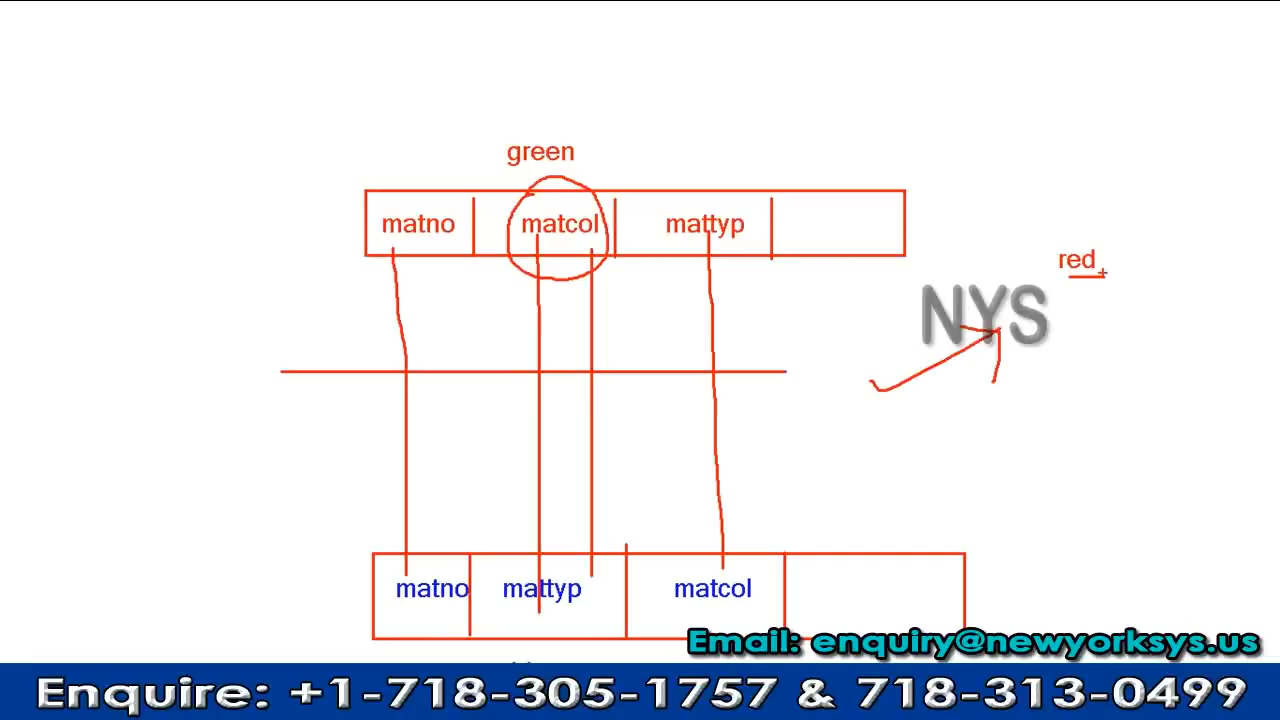 green
matno matcol mattyp
red
NYS
matno mattyp matcol
Email: enquiry@newyorksys.us
Enquire: +1-718-305-1757 & 718-313-0499